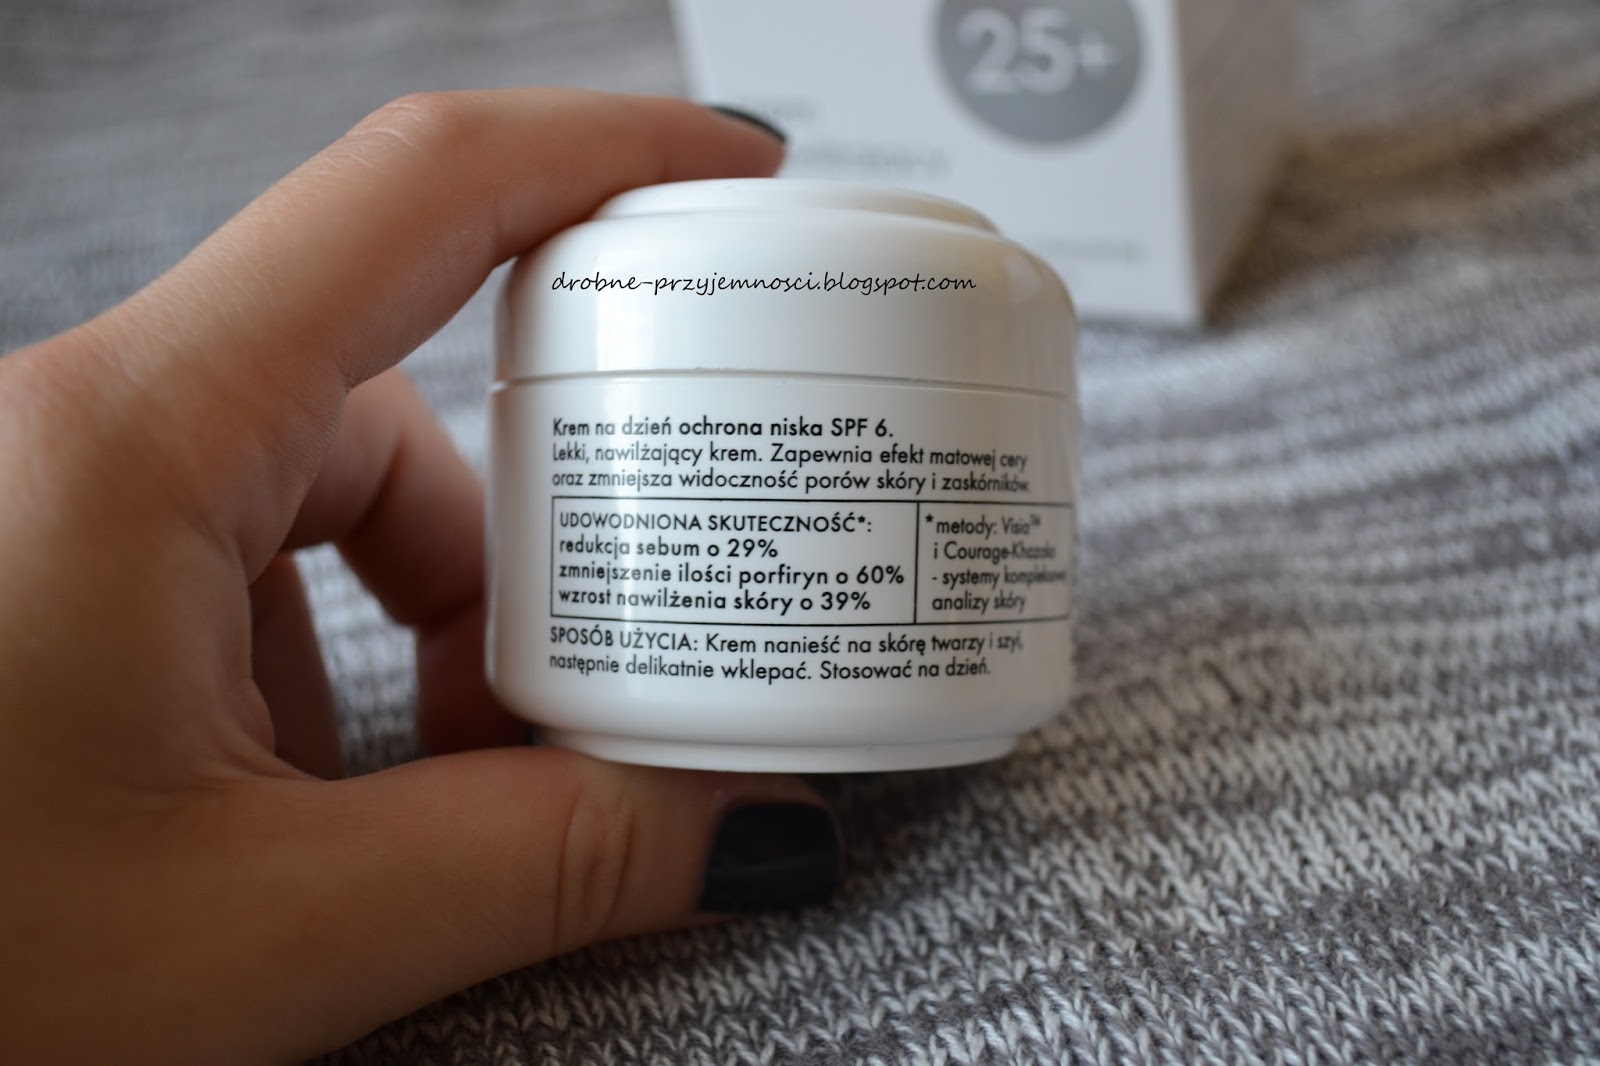 25+
drobne-przyjemnosci.blogspot.com
Krem na dzień ochrona niska SPF 6.
Lekki, nawilżający krem. Zapewnia efekt matowej cery
oraz zmniejsza widoczność porów skóry i zaskórników.
UDOWODNIONA SKUTECZNOŚĆ*:
redukcja sebum o 29%
zmniejszenie ilości porfiryn o 60%
wzrost nawilżenia skóry o 39%
*metody: Visia™
i Courage-Khazaka
- systemy kompleksowej
analizy skóry
SPOSÓB UŻYCIA: Krem nanieść na skórę twarzy i szyi,
następnie delikatnie wklepać. Stosować na dzień.